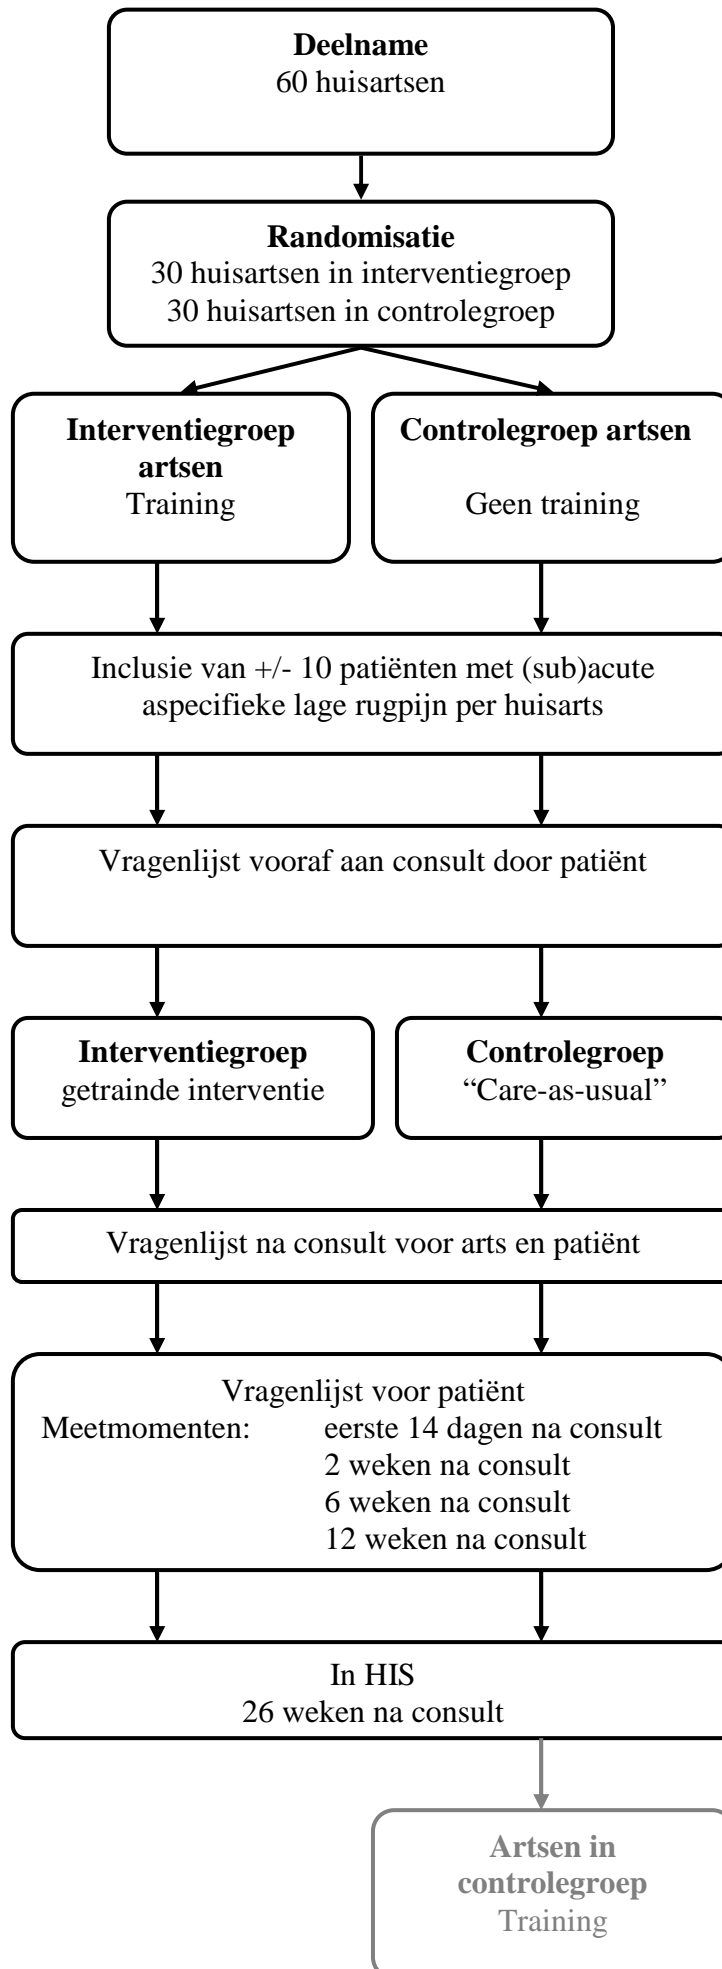 Deelname
60 huisartsen
Randomisatie
30 huisartsen in interventiegroep
30 huisartsen in controlegroep
Interventiegroep
artsen
Training
Controlegroep artsen
Geen training
Inclusie van +/- 10 patiënten met (sub)acute
aspecifieke lage rugpijn per huisarts
Vragenlijst vooraf aan consult door patiënt
Interventiegroep
getrainde interventie
Controlegroep
“Care-as-usual”
Vragenlijst na consult voor arts en patiënt
Vragenlijst voor patiënt
Meetmomenten: eerste 14 dagen na consult
2 weken na consult
6 weken na consult
12 weken na consult
In HIS
26 weken na consult
Artsen in
controlegroep
Training